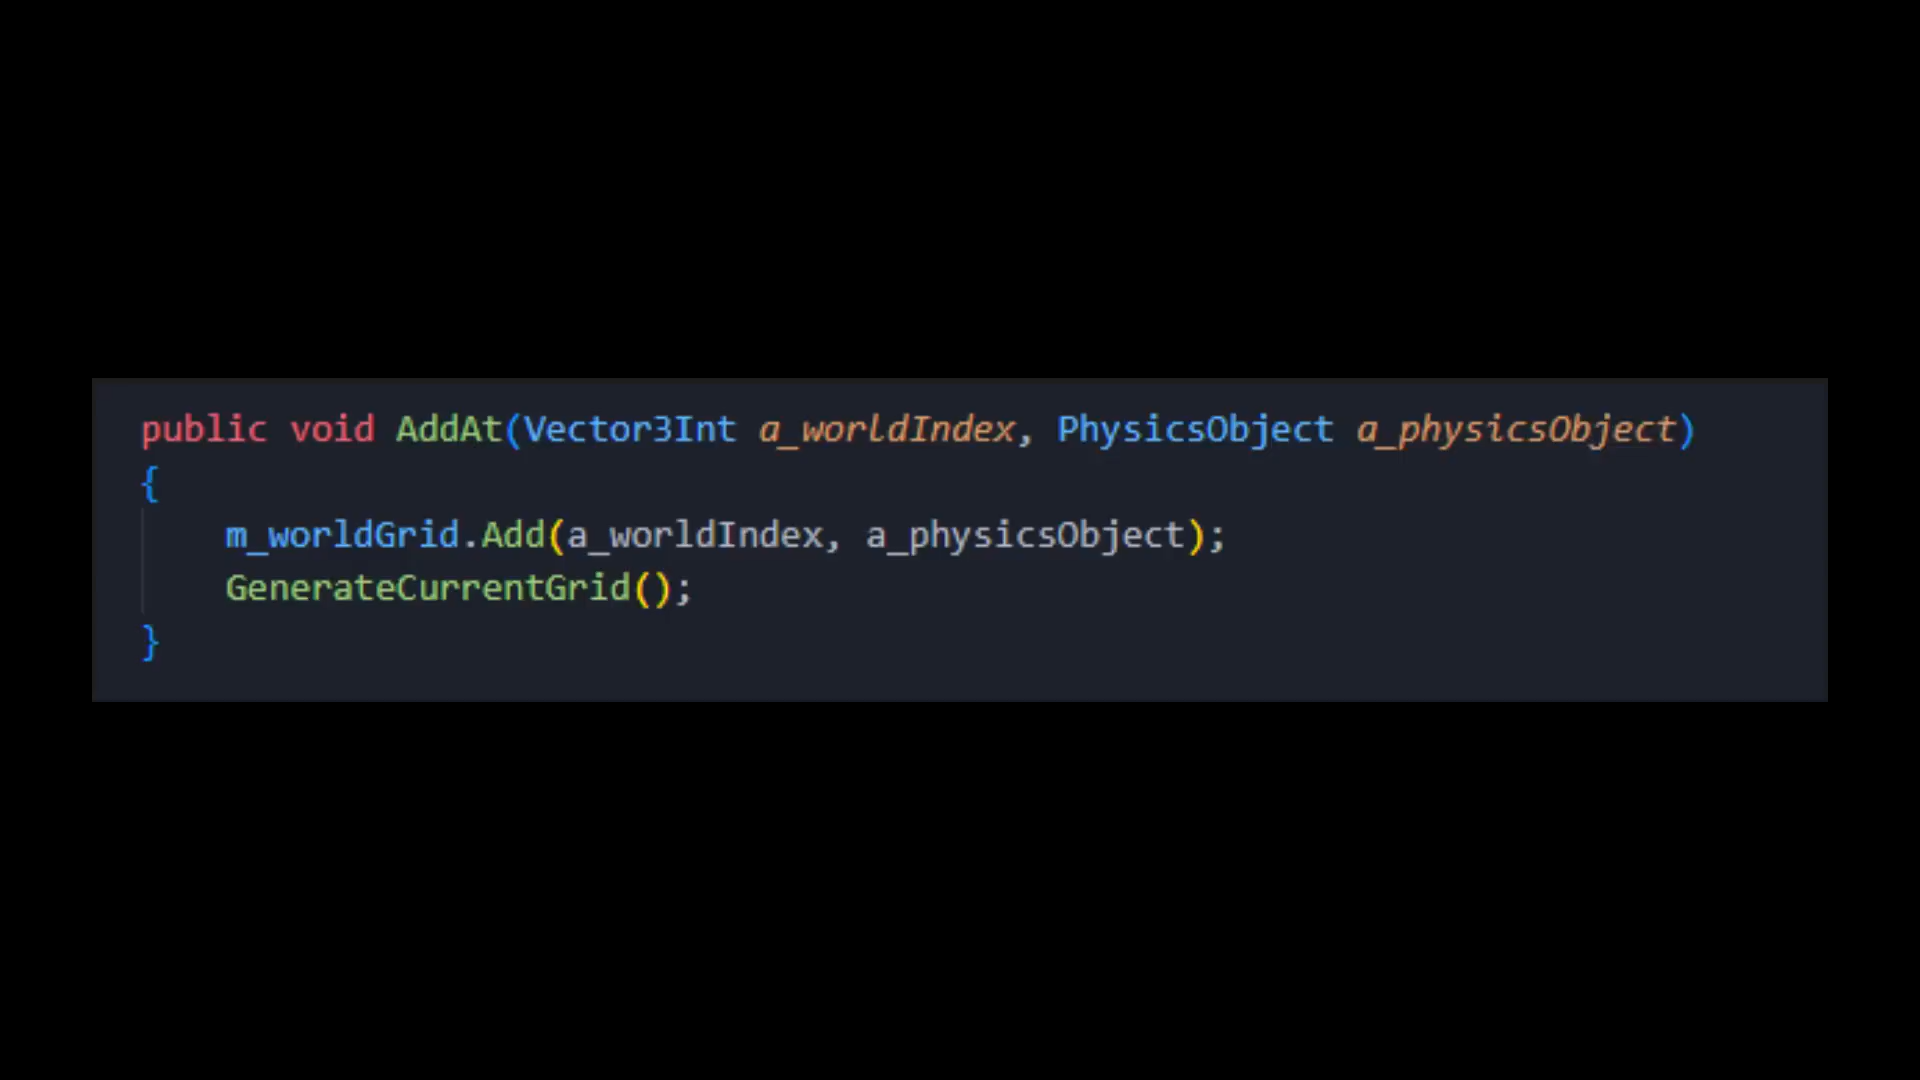 public void AddAt(Vector3Int a_worldIndex, PhysicsObject a_physicsObject)
{
m_worldGrid.Add(a_worldIndex, a_physicsObject);
GenerateCurrentGrid();
}